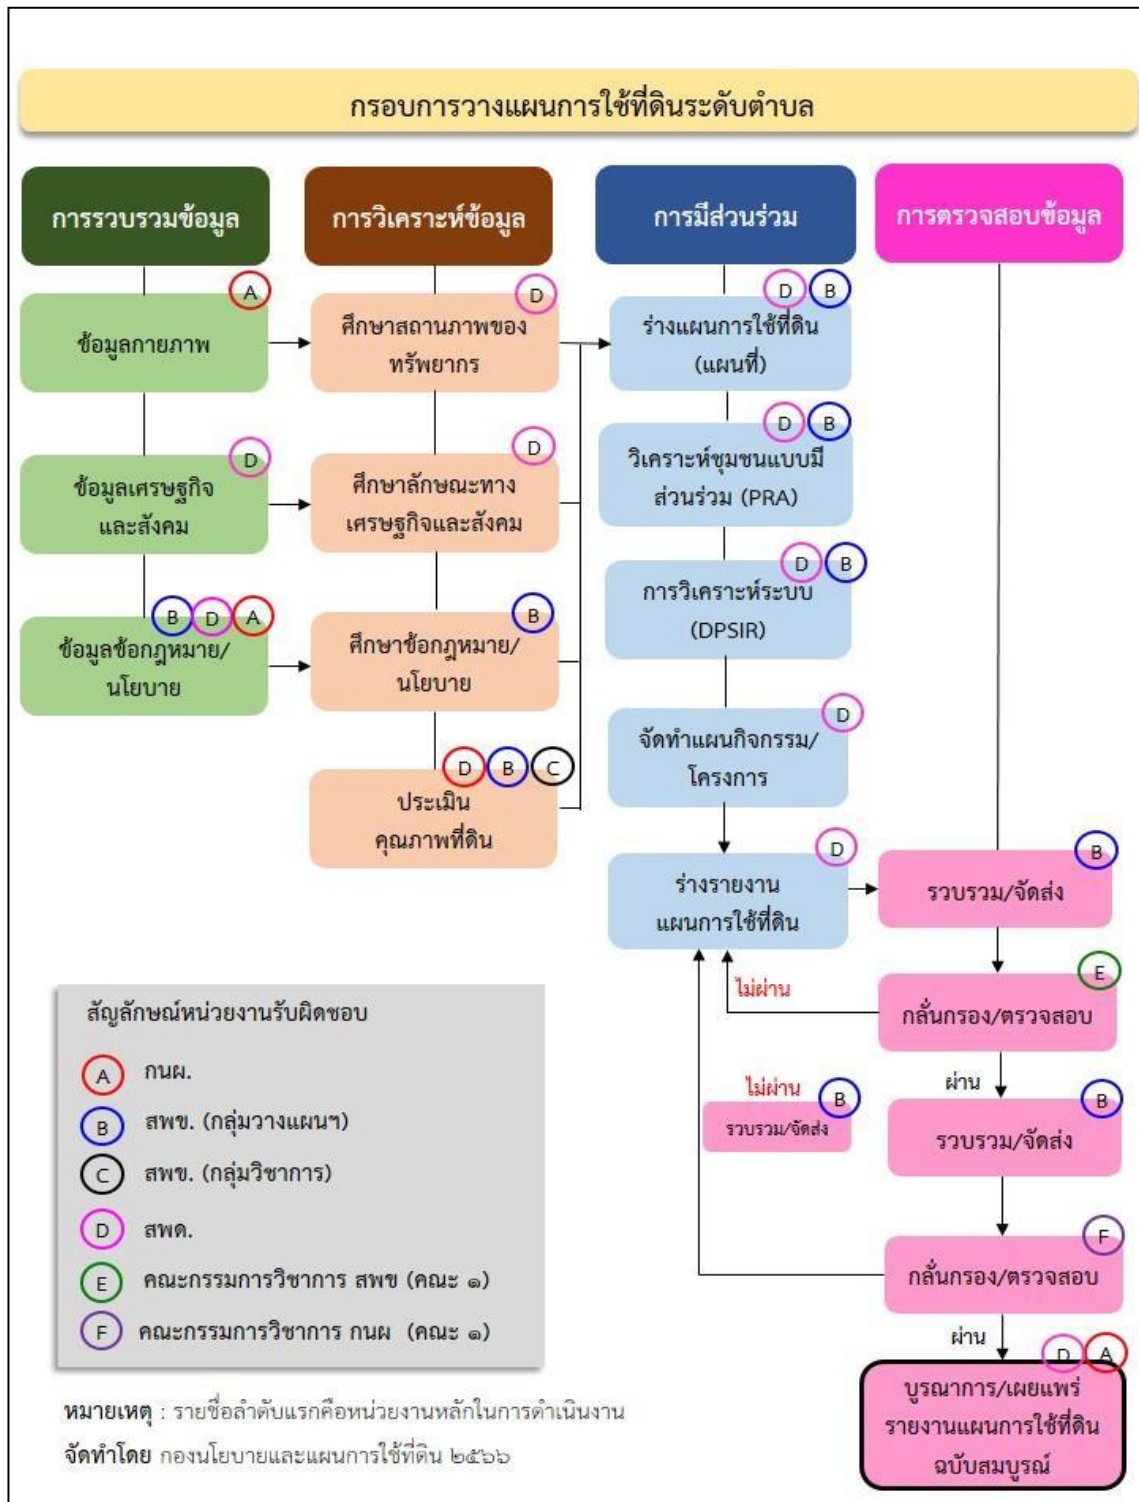 กรอบการวางแผนการใช้ที่ดินระดับตำบล
การรวบรวมข้อมูล
การวิเคราะห์ข้อมูล
การมีส่วนร่วม
การตรวจสอบข้อมูล
A
ข้อมูลกายภาพ
D
ข้อมูลเศรษฐกิจ
และสังคม
B D A
ข้อมูลข้อกฎหมาย/
นโยบาย
D
ศึกษาสถานภาพของ
ทรัพยากร
D
ศึกษาลักษณะทาง
เศรษฐกิจและสังคม
B
ศึกษาข้อกฎหมาย/
นโยบาย
D B C
ประเมิน
คุณภาพที่ดิน
D B
ร่างแผนการใช้ที่ดิน
(แผนที่)
D B
วิเคราะห์ชุมชนแบบมี
ส่วนร่วม (PRA)
D B
การวิเคราะห์ระบบ
(DPSIR)
D
จัดทำแผนกิจกรรม/
โครงการ
D
ร่างรายงาน
แผนการใช้ที่ดิน
B
รวบรวม/จัดส่ง
ไม่ผ่าน
E
กลั่นกรอง/ตรวจสอบ
ผ่าน
ไม่ผ่าน
B
รวบรวม/จัดส่ง
B
รวบรวม/จัดส่ง
F
กลั่นกรอง/ตรวจสอบ
ผ่าน
D A
บูรณาการ/เผยแพร่
รายงานแผนการใช้ที่ดิน
ฉบับสมบูรณ์
สัญลักษณ์หน่วยงานรับผิดชอบ
A กนผ.
B สพข. (กลุ่มวางแผนฯ)
C สพข. (กลุ่มวิชาการ)
D สพด.
E คณะกรรมการวิชาการ สพข (คณะ ๑)
F คณะกรรมการวิชาการ กนผ (คณะ ๑)
หมายเหตุ : รายชื่อลำดับแรกคือหน่วยงานหลักในการดำเนินงาน
จัดทำโดย กองนโยบายและแผนการใช้ที่ดิน ๒๕๖๖